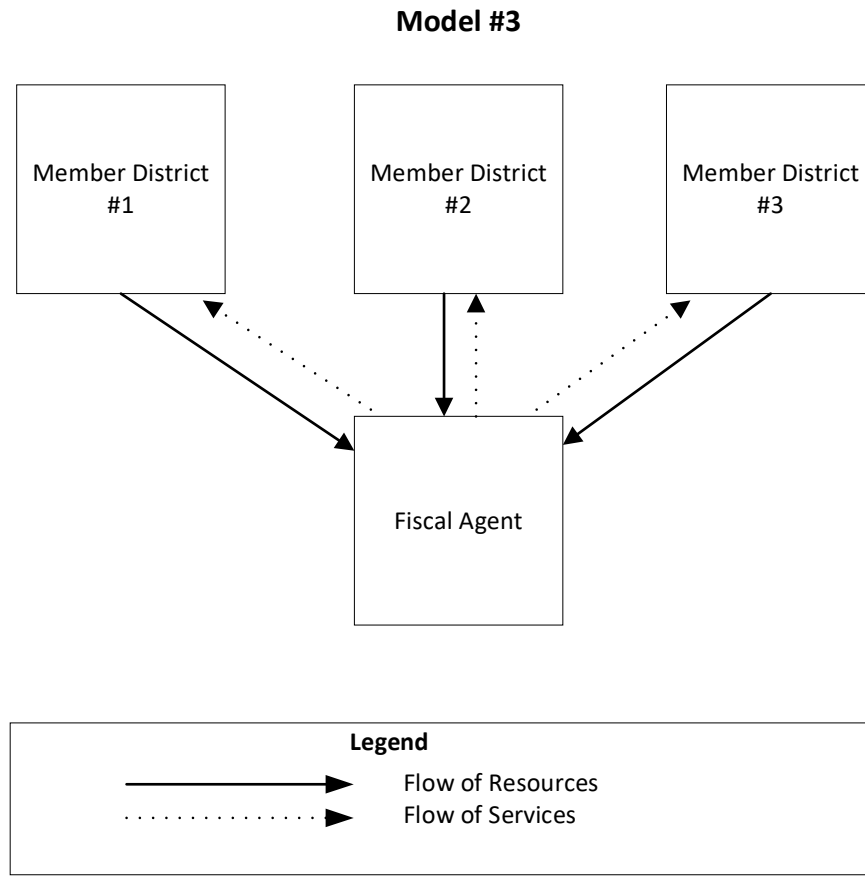 Model #3
Member District
#1
Member District
#2
Member District
#3
Fiscal Agent
Legend
Flow of Resources
Flow of Services